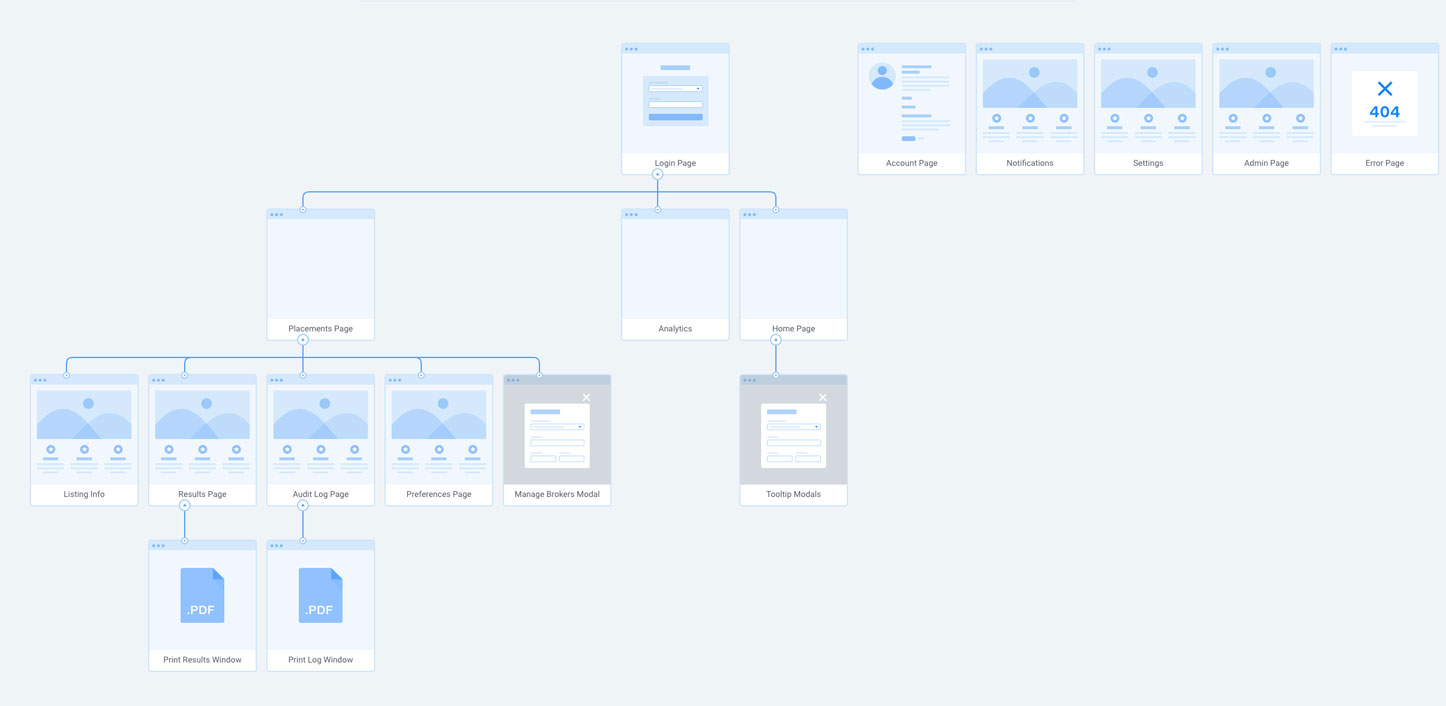 Login Page
Account Page
Notifications
Settings
Admin Page
404
Error Page
Placements Page
Analytics
Home Page
Listing Info
Results Page
Audit Log Page
Preferences Page
Manage Brokers Modal
Tooltip Modals
.PDF
Print Results Window
.PDF
Print Log Window